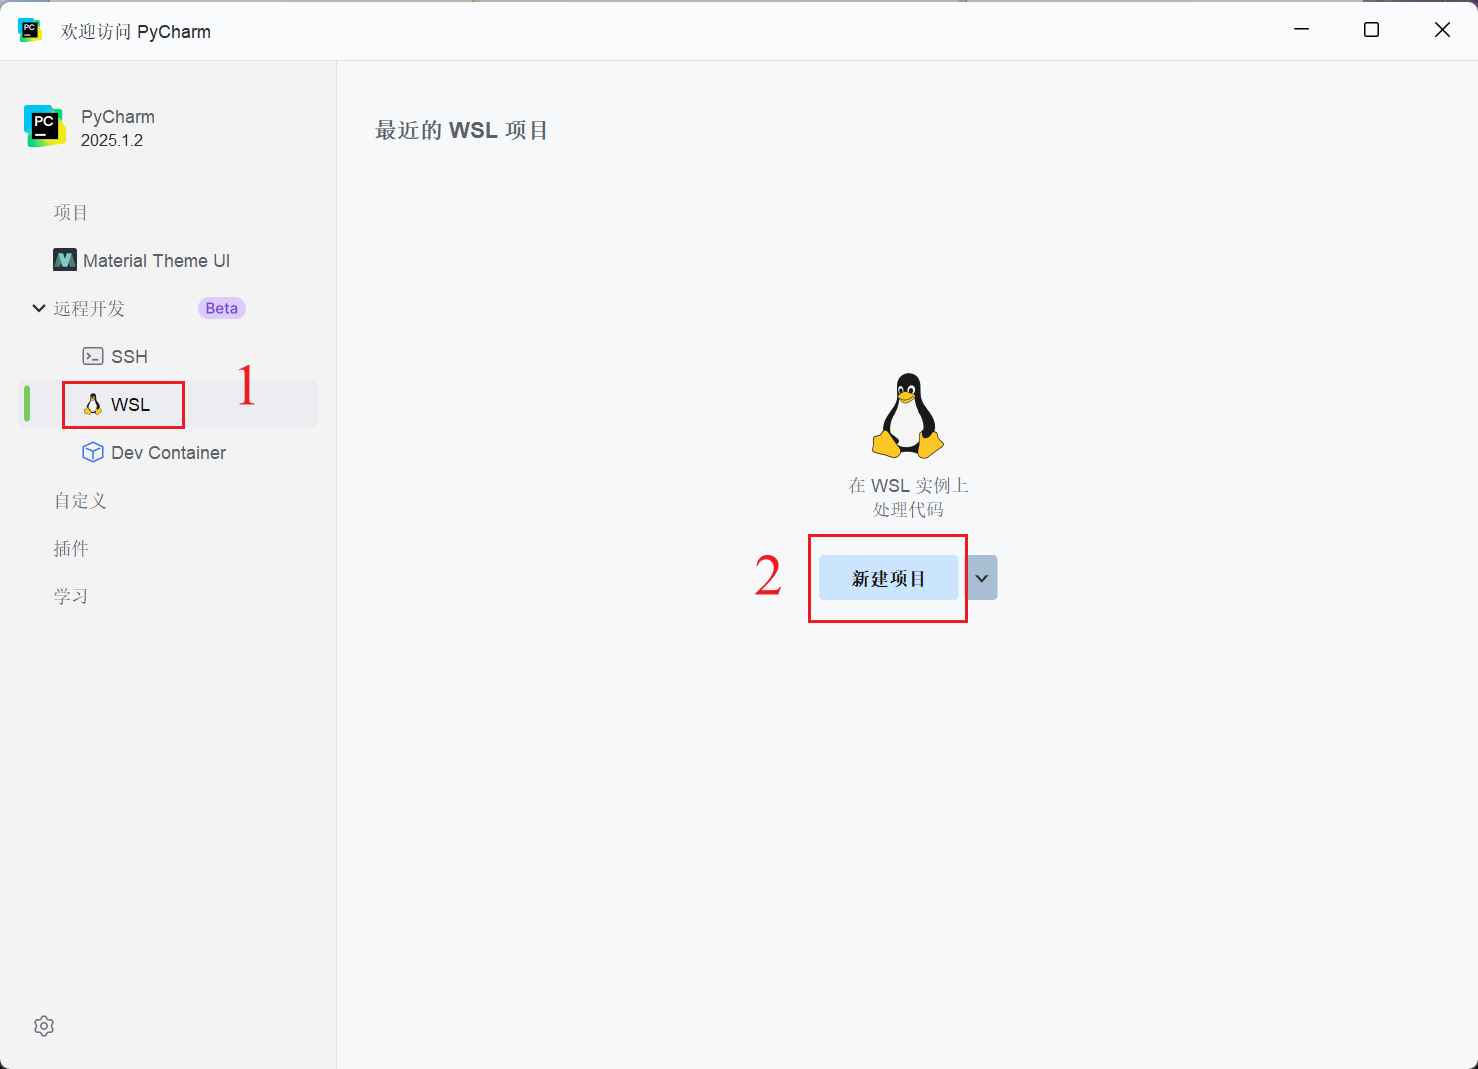 欢迎访问 PyCharm
PyCharm
2025.1.2
项目
Material Theme UI
远程开发 Beta
SSH
WSL
1
Dev Container
自定义
插件
学习
最近的 WSL 项目
在 WSL 实例上
处理代码
2
新建项目